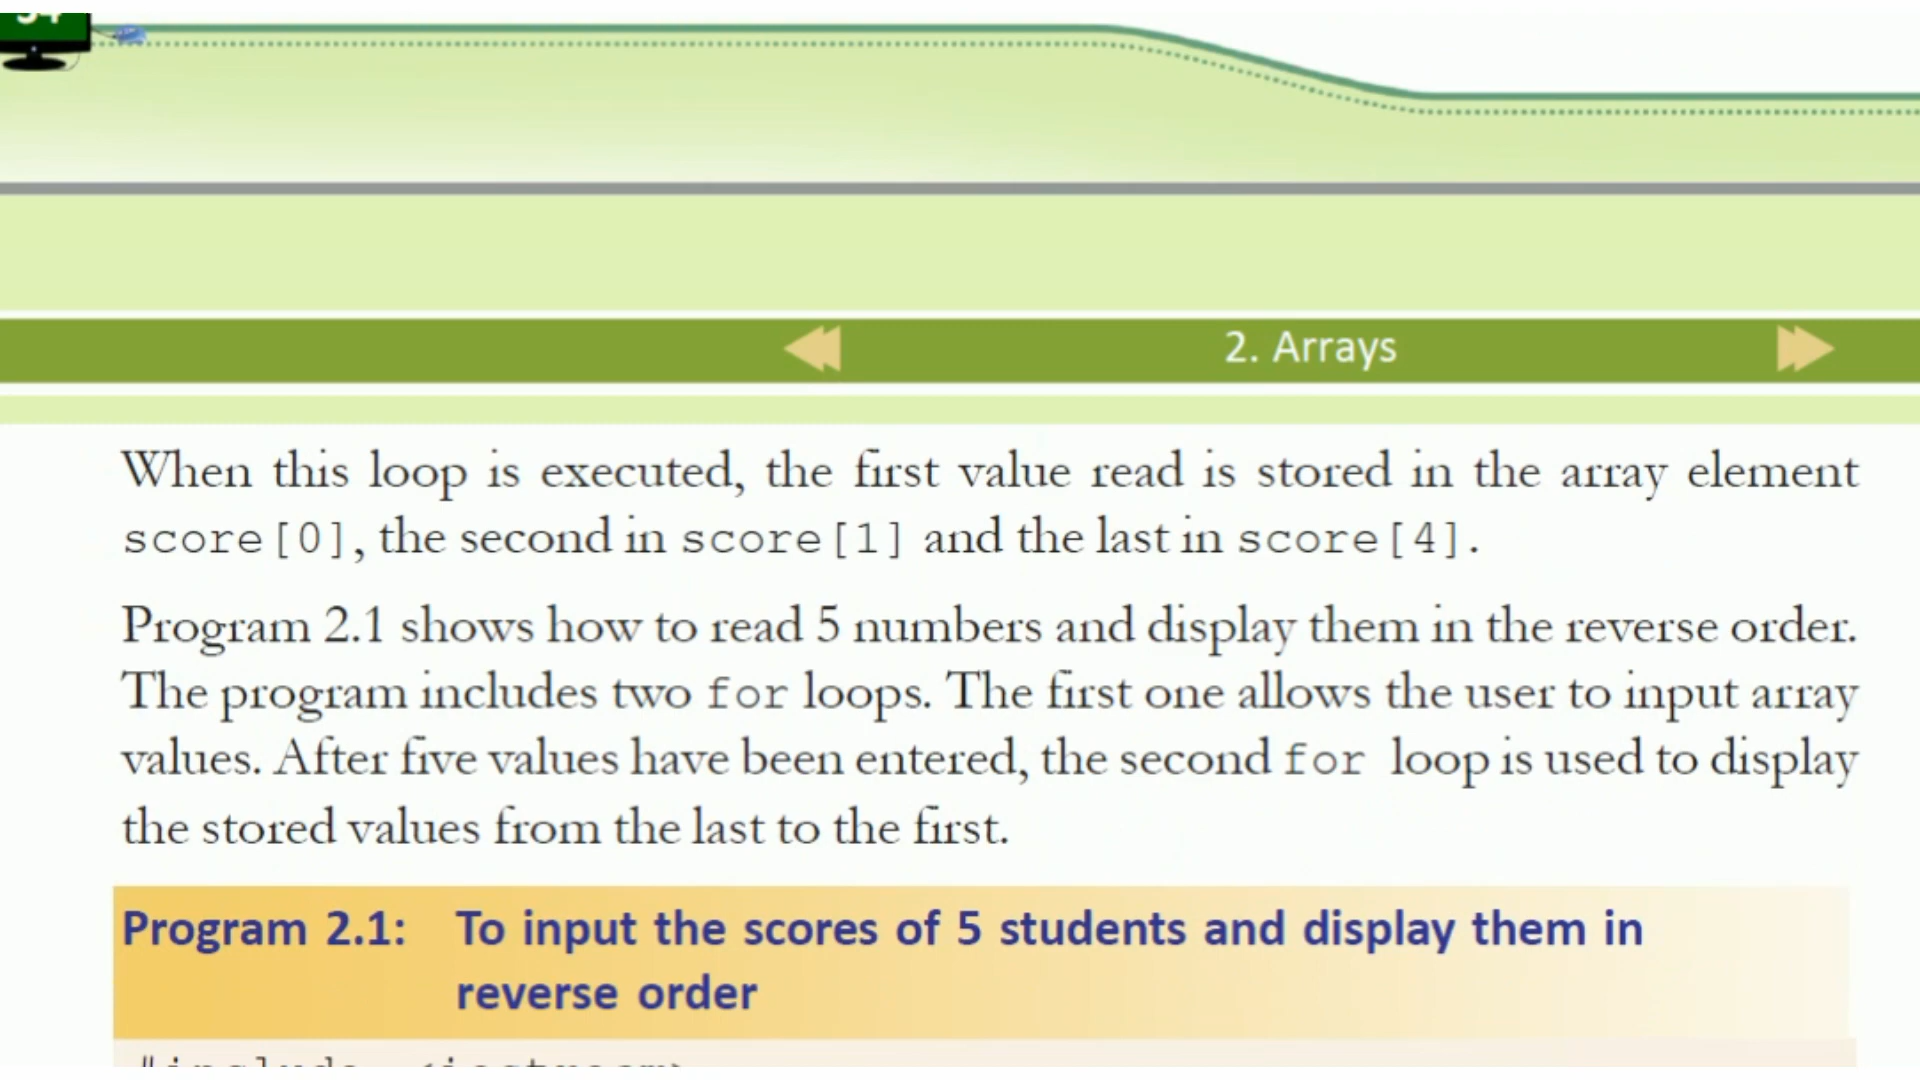 2. Arrays
When this loop is executed, the first value read is stored in the array element
score[0], the second in score[1] and the last in score[4].
Program 2.1 shows how to read 5 numbers and display them in the reverse order.
The program includes two for loops. The first one allows the user to input array
values. After five values have been entered, the second for loop is used to display
the stored values from the last to the first.
Program 2.1: To input the scores of 5 students and display them in
reverse order
#include <iostream>